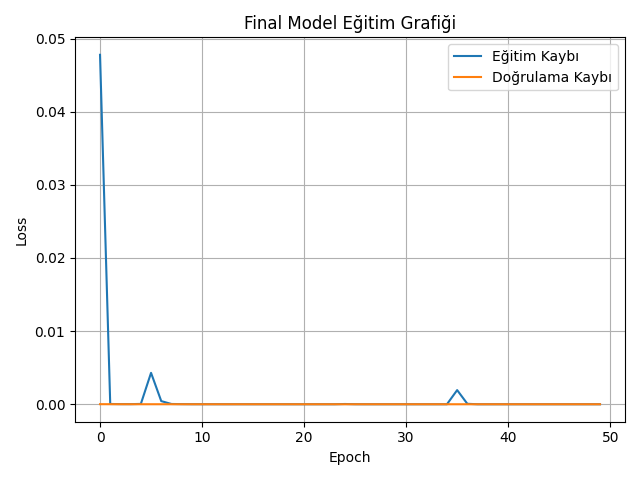 Final Model Eğitim Grafiği
0.05
0.04
0.03
0.02
0.01
0.00
Loss
Eğitim Kaybı
Doğrulama Kaybı
0 10 20 30 40 50
Epoch